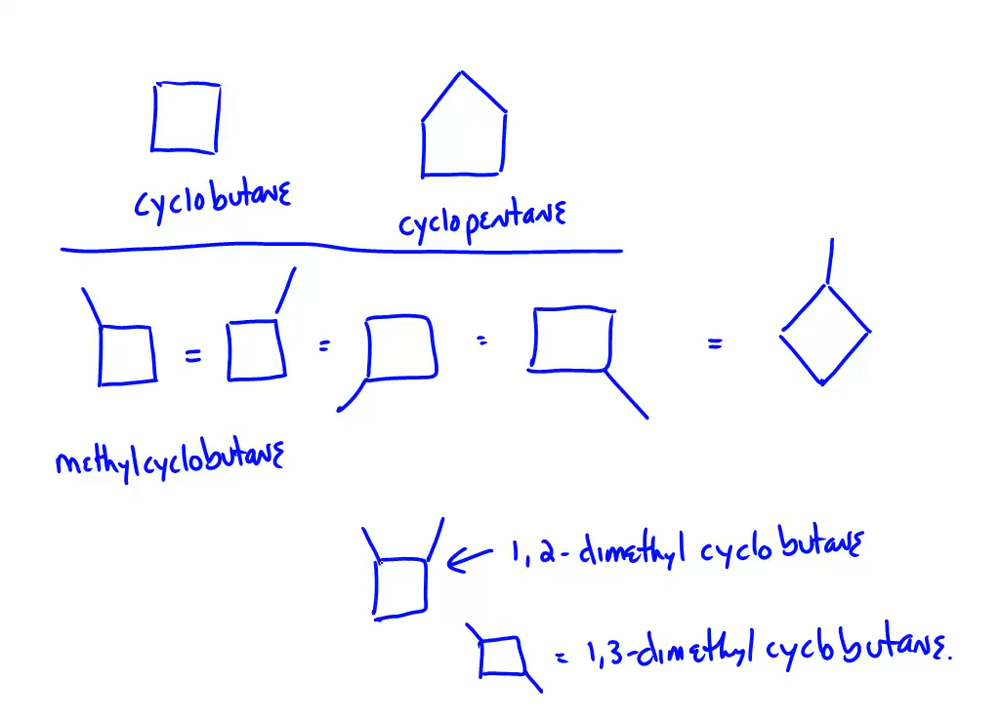 cyclobutane
cyclopentane
= = = =
methylcyclobutane
1,2-dimethyl cyclobutane
= 1,3-dimethyl cyclobutane.